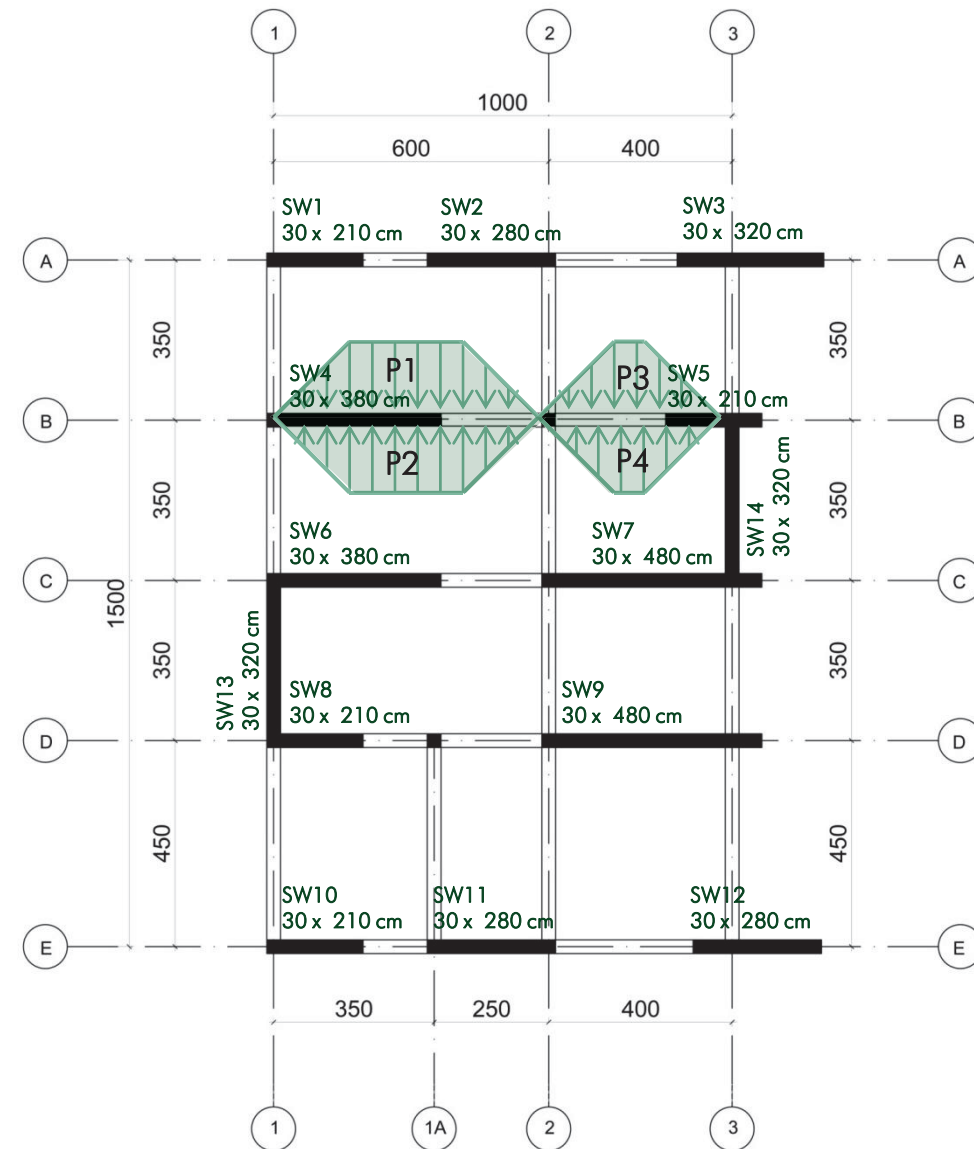 1 2 3
1000
600 400
SW1
30 x 210 cm
SW2
30 x 280 cm
SW3
30 x 320 cm
A A
350 350
P1
P3
SW4
30 x 380 cm
SW5
30 x 210 cm
B B
P2
P4
350 350
SW14
30 x 320 cm
SW6
30 x 380 cm
SW7
30 x 480 cm
C C
1500
350 350
SW13
30 x 320 cm
SW8
30 x 210 cm
SW9
30 x 480 cm
D D
450 450
SW10
30 x 210 cm
SW11
30 x 280 cm
SW12
30 x 280 cm
E E
350 250 400
1 1A 2 3